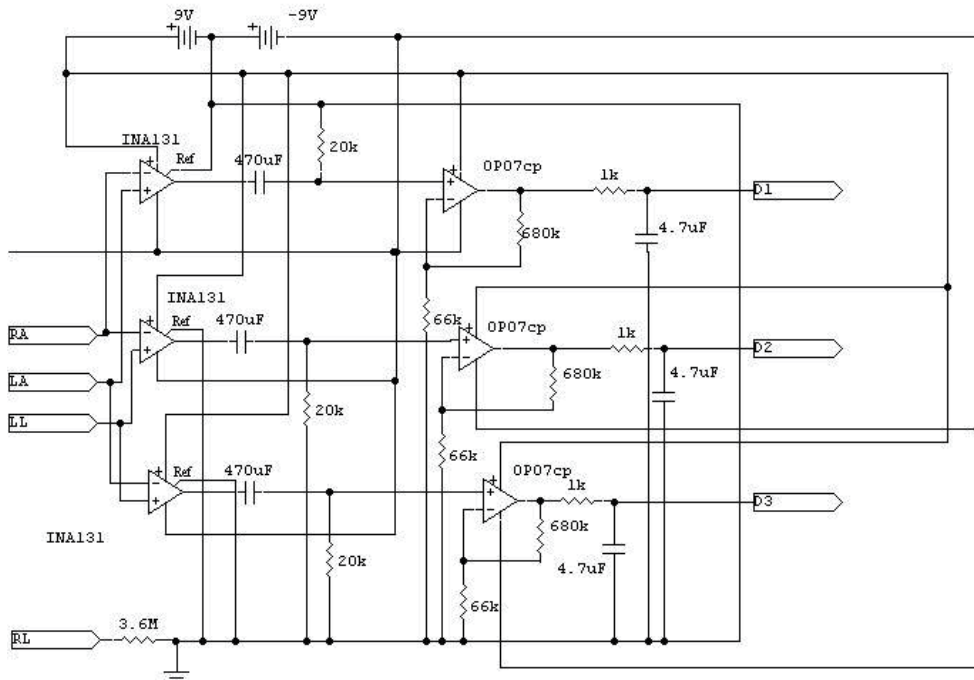 9V -9V
+ +
INA131 Ref 470uF 20k OP07cp 1k D1
+ - +
+ -
680k 4.7uF
INA131 66k
RA Ref 470uF OP07cp 1k D2
+ - +
+ -
LA 680k 4.7uF
LL 20k
66k
Ref 470uF OP07cp 1k D3
+ - +
+ -
INA131 680k
20k 4.7uF
66k
RL 3.6M